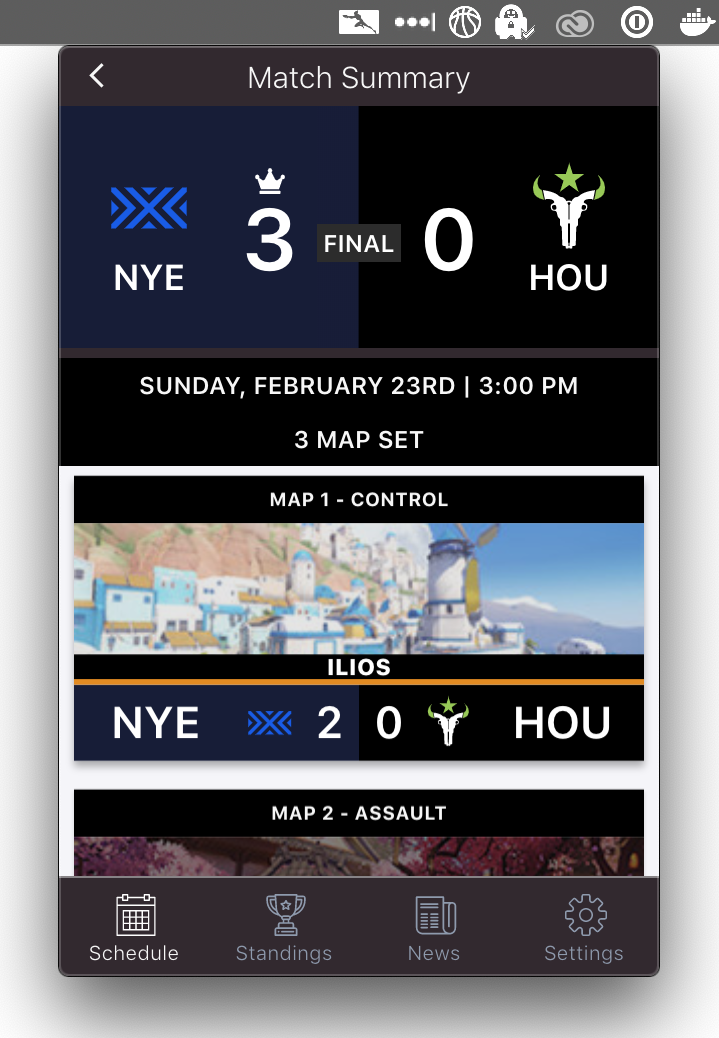 Match Summary
3 FINAL 0
NYE HOU
SUNDAY, FEBRUARY 23RD | 3:00 PM
3 MAP SET
MAP 1 - CONTROL
ILIOS
NYE 2 0 HOU
MAP 2 - ASSAULT
Schedule Standings News Settings